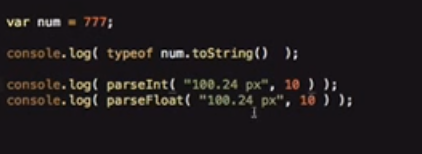 var num = 777;
console.log( typeof num.toString()  );
console.log( parseInt( "100.24 px", 10 ) );
console.log( parseFloat( "100.24 px", 10 ) );